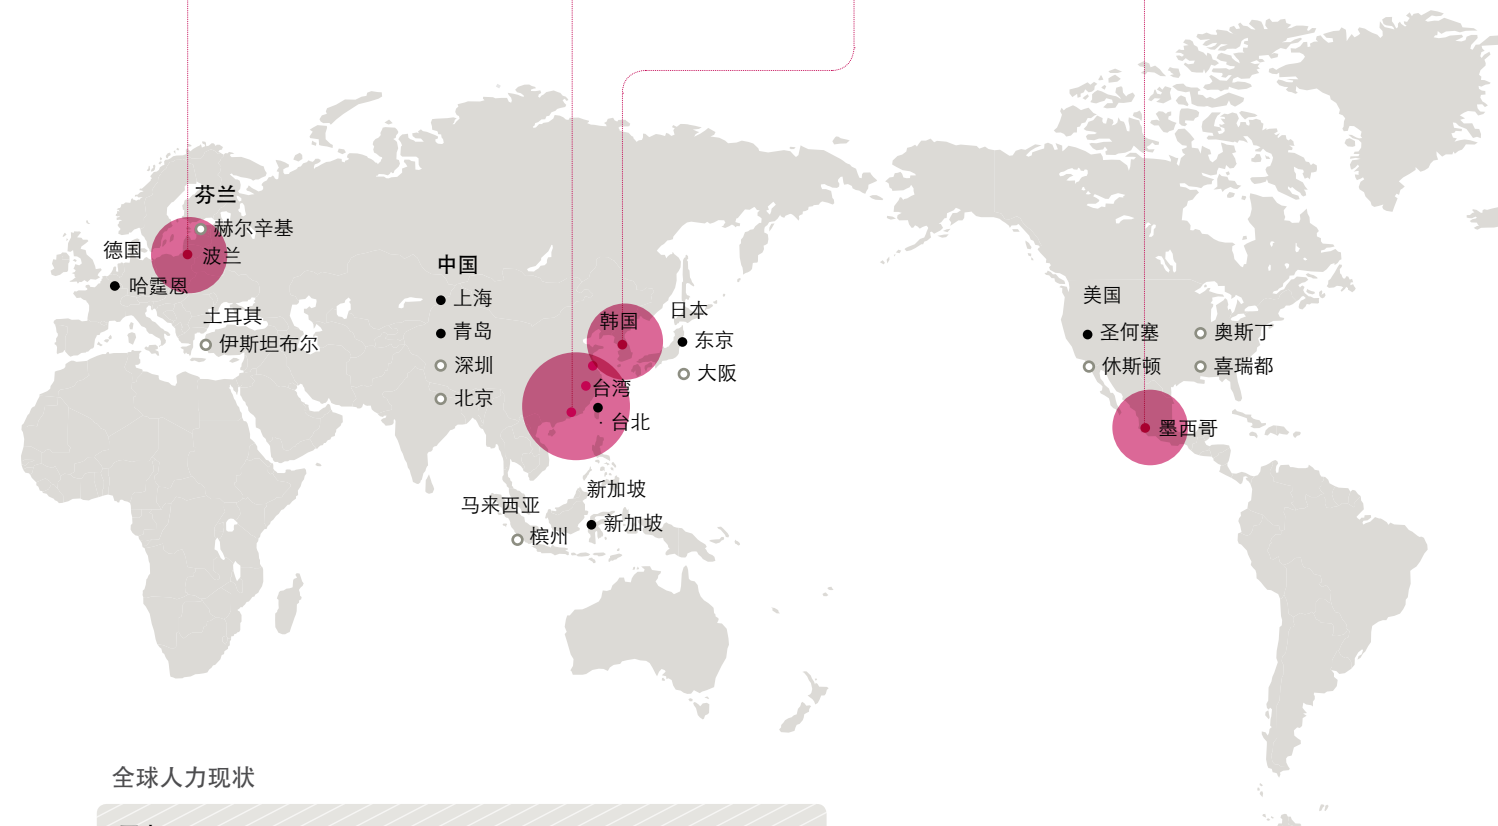 芬兰
赫尔辛基
德国
波兰
哈霆恩
土耳其
伊斯坦布尔
中国
上海
青岛
深圳
北京
韩国
日本
东京
大阪
台湾
台北
马来西亚
槟州
新加坡
新加坡
美国
圣何塞
奥斯丁
休斯顿
喜瑞都
墨西哥
全球人力现状